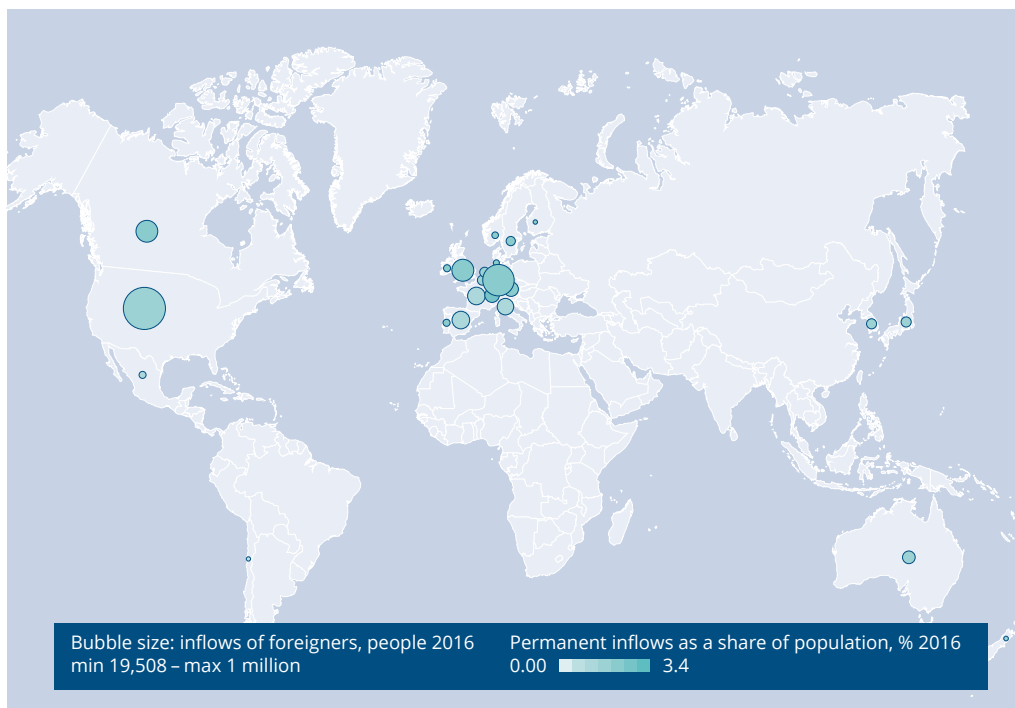 Bubble size: inflows of foreigners, people 2016
min 19,508 – max 1 million
Permanent inflows as a share of population, % 2016
0.00 3.4